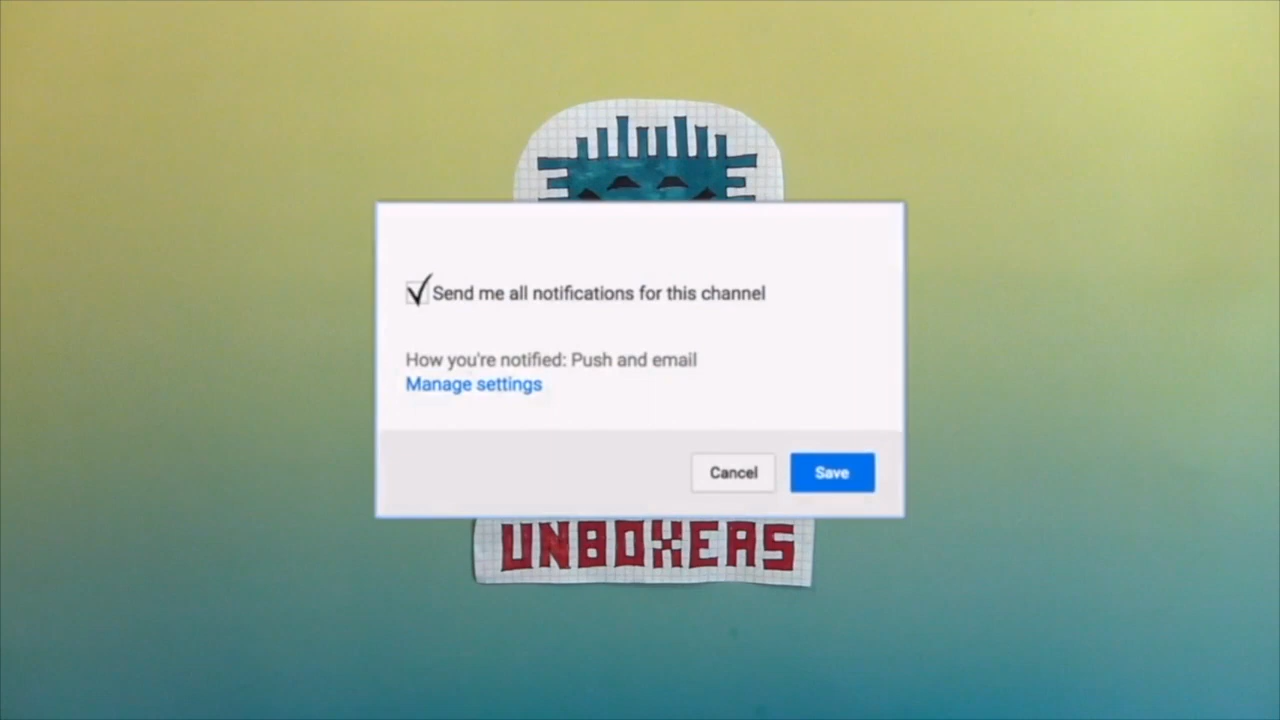 Send me all notifications for this channel
How you're notified: Push and email
Manage settings
Cancel
Save
UNBOXERS